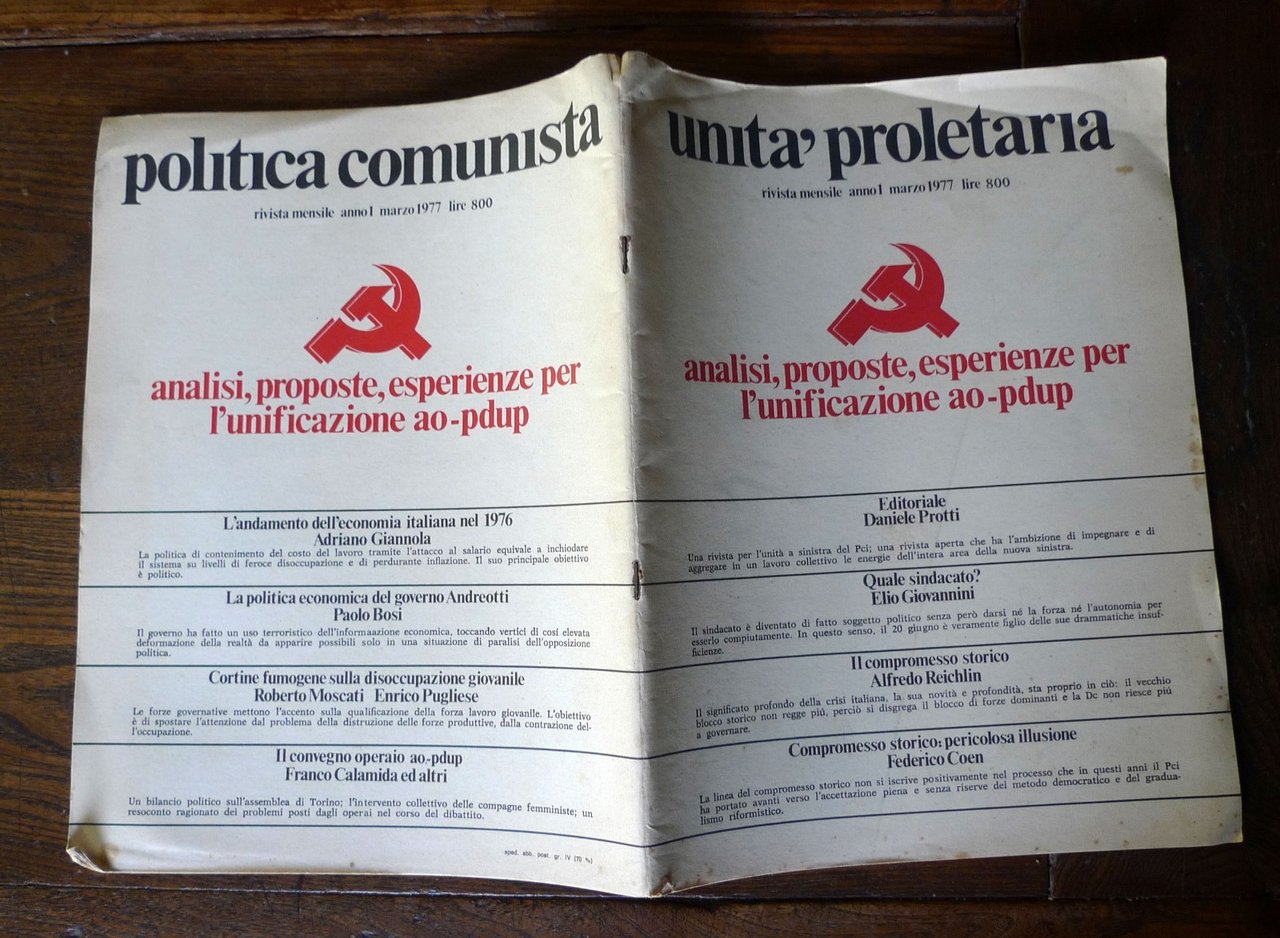 politica comunista
rivista mensile anno 1 marzo 1977 lire 800
analisi, proposte, esperienze per
l'unificazione ao-pdup
L'andamento dell'economia italiana nel 1976
Adriano Giannola
La politica di contenimento del costo del lavoro tramite l'attacco al salario equivale a inchiodare
il sistema su livelli di feroce disoccupazione e di perdurante inflazione. Il suo principale obiettivo
è politico.
La politica economica del governo Andreotti
Paolo Bosi
Il governo ha fatto un uso terroristico dell'informaazione economica, toccando vertici di cosí elevata
deformazione della realtà da apparire possibili solo in una situazione di paralisi dell'opposizione
politica.
Cortine fumogene sulla disoccupazione giovanile
Roberto Moscati Enrico Pugliese
Le forze governative mettono l'accento sulla qualificazione della forza lavoro giovanile. L'obiettivo
è di spostare l'attenzione dal problema della distruzione delle forze produttive, dalla contrazione del-
l'occupazione.
Il convegno operaio ao-pdup
Franco Calamida ed altri
Un bilancio politico sull'assemblea di Torino; l'intervento collettivo delle compagne femministe; un
resoconto ragionato dei problemi posti dagli operai nel corso del dibattito.
sped. abb. post. gr. IV (70 %)
unita' proletaria
rivista mensile anno 1 marzo 1977 lire 800
analisi, proposte, esperienze per
l'unificazione ao-pdup
Editoriale
Daniele Protti
Una rivista per l'unità a sinistra del Pci; una rivista aperta che ha l'ambizione di impegnare e di
aggregare in un lavoro collettivo le energie dell'intera area della nuova sinistra.
Quale sindacato?
Elio Giovannini
Il sindacato è diventato di fatto soggetto politico senza però darsi né la forza né l'autonomia per
esserlo compiutamente. In questo senso, il 20 giugno è veramente figlio delle sue drammatiche insuf-
ficienze.
Il compromesso storico
Alfredo Reichlin
Il significato profondo della crisi italiana, la sua novità e profondità, sta proprio in ciò: il vecchio
blocco storico non regge piú, perciò si disgrega il blocco di forze dominanti e la Dc non riesce piú
a governare.
Compromesso storico: pericolosa illusione
Federico Coen
La linea del compromesso storico non si iscrive positivamente nel processo che in questi anni il Pci
ha portato avanti verso l'accettazione piena e senza riserve del metodo democratico e del gradua-
lismo riformistico.